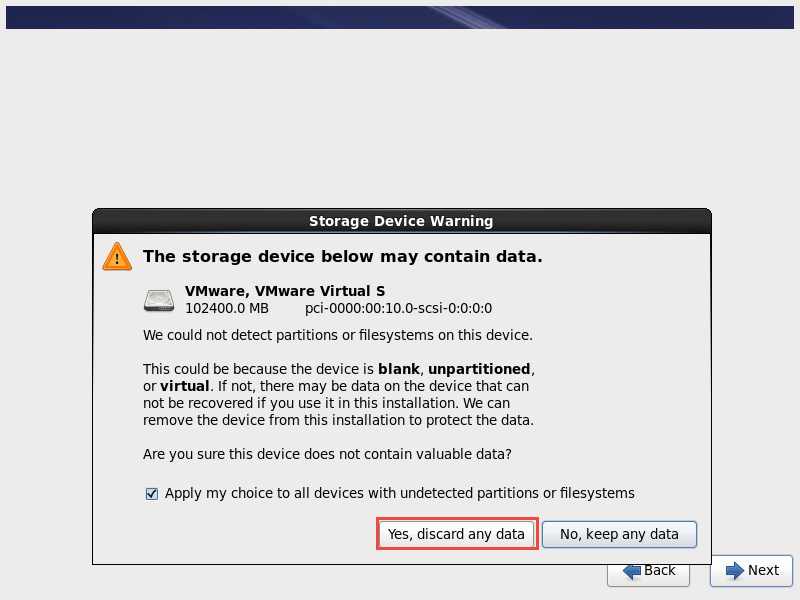 Storage Device Warning
The storage device below may contain data.
VMware, VMware Virtual S
102400.0 MB pci-0000:00:10.0-scsi-0:0:0:0
We could not detect partitions or filesystems on this device.
This could be because the device is blank, unpartitioned,
or virtual. If not, there may be data on the device that can
not be recovered if you use it in this installation. We can
remove the device from this installation to protect the data.
Are you sure this device does not contain valuable data?
Apply my choice to all devices with undetected partitions or filesystems
Yes, discard any data No, keep any data
Back Next